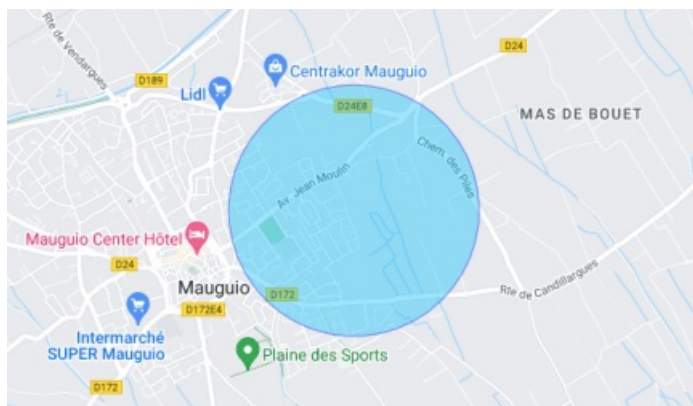 Rte de Vendargues
D24
Centrakor Mauguio
D189
Lidl
D24E8
MAS DE BOUET
Chem. des Piles
Av. Jean Moulin
Mauguio Center Hôtel
D24
Rte de Candillargues
Mauguio
D172
D172E4
Intermarché
SUPER Mauguio
Plaine des Sports
D172